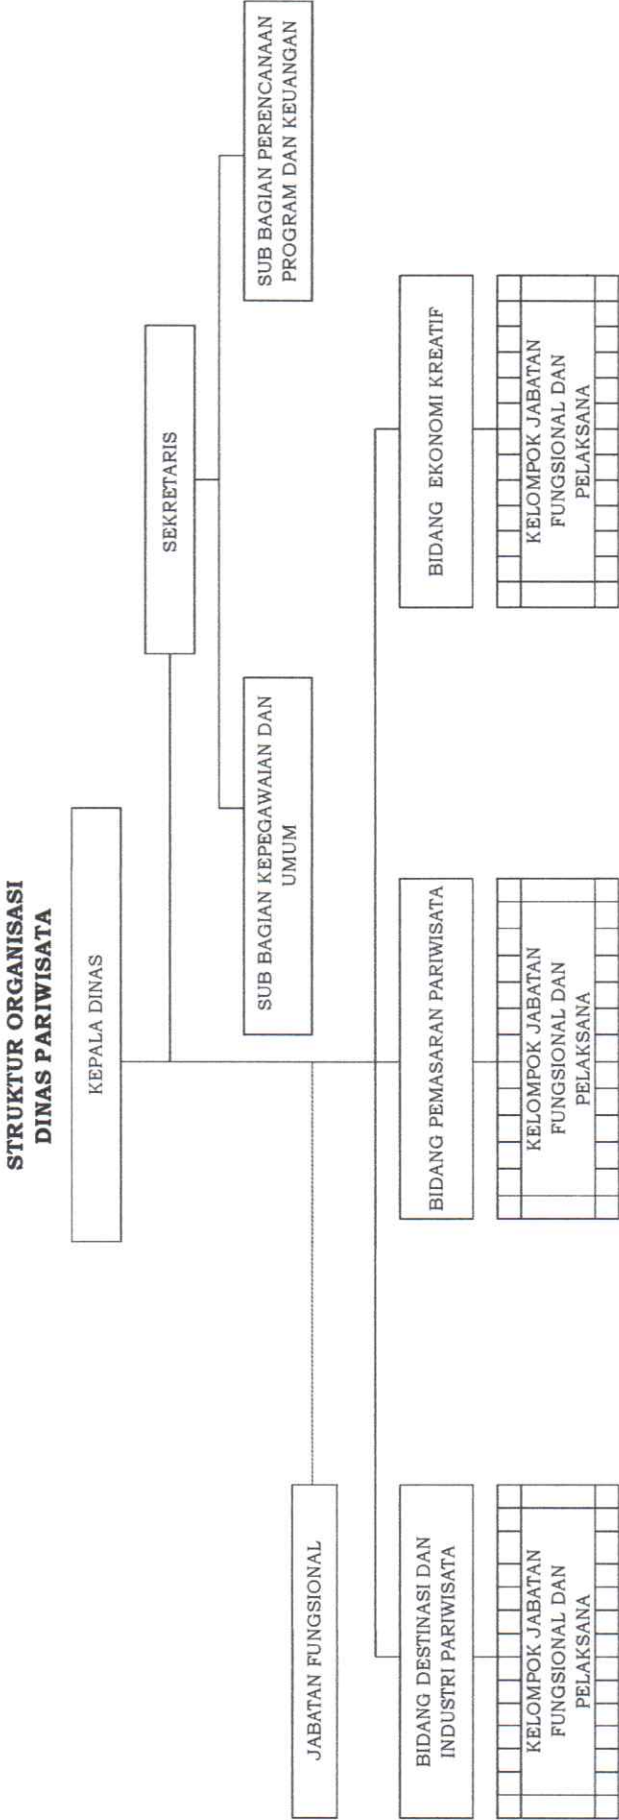 STRUKTUR ORGANISASI
DINAS PARIWISATA
KEPALA DINAS
SEKRETARIS
SUB BAGIAN KEPEGAWAIAN DAN
UMUM
SUB BAGIAN PERENCANAAN
PROGRAM DAN KEUANGAN
JABATAN FUNGSIONAL
BIDANG DESTINASI DAN
INDUSTRI PARIWISATA
BIDANG PEMASARAN PARIWISATA
BIDANG EKONOMI KREATIF
KELOMPOK JABATAN
FUNGSIONAL DAN
PELAKSANA
KELOMPOK JABATAN
FUNGSIONAL DAN
PELAKSANA
KELOMPOK JABATAN
FUNGSIONAL DAN
PELAKSANA